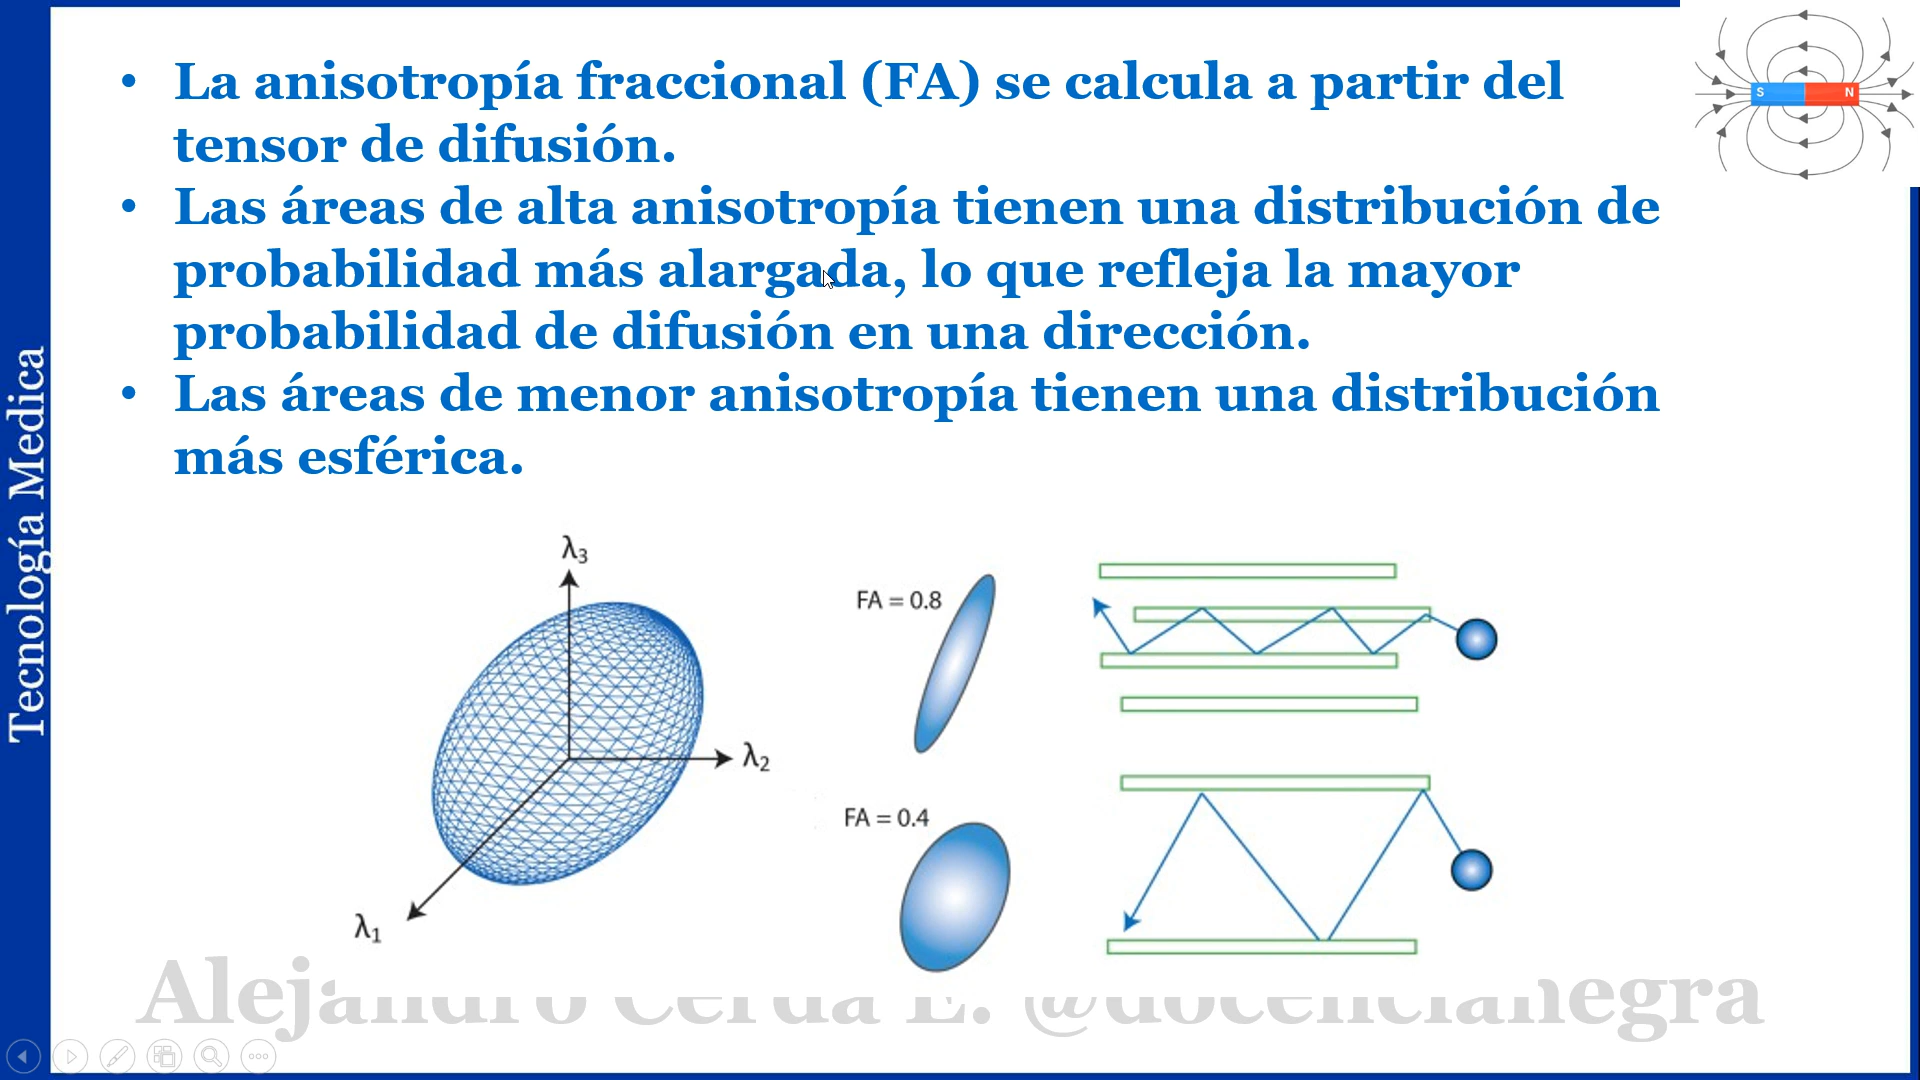 La anisotropía fraccional (FA) se calcula a partir del
tensor de difusión.
Las áreas de alta anisotropía tienen una distribución de
probabilidad más alargada, lo que refleja la mayor
probabilidad de difusión en una dirección.
Las áreas de menor anisotropía tienen una distribución
más esférica.
S N
Tecnología Medica
λ3
λ2
λ1
FA = 0.8
FA = 0.4
Alejandro Cerda E. @docencianegra